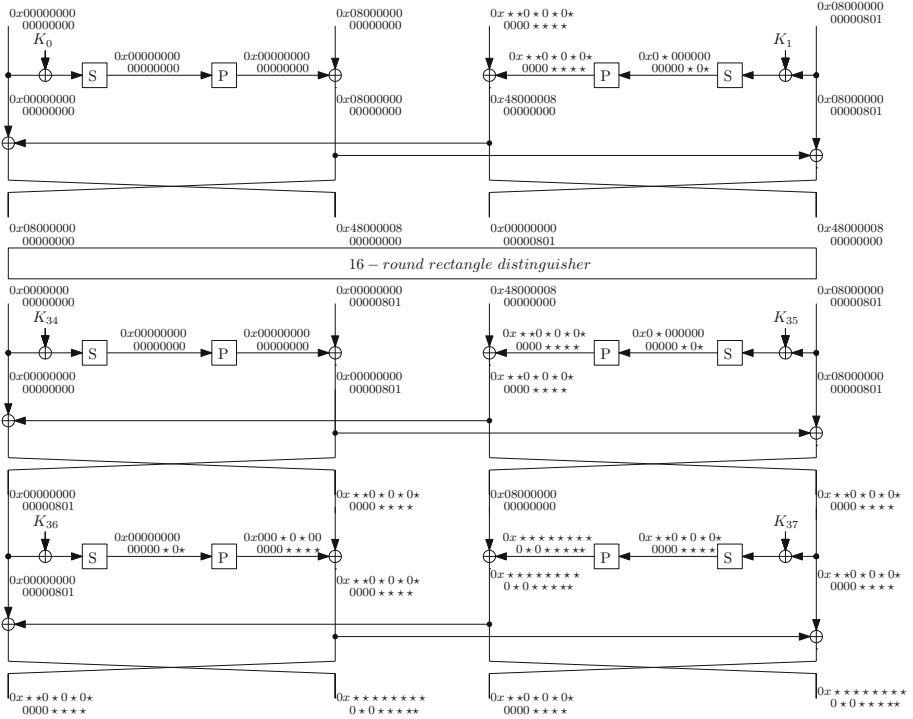 0x00000000
00000000
0x08000000
00000000
0x⋆⋆0⋆0⋆0⋆
0000⋆⋆⋆⋆
0x08000000
00000801
K_0
K_1
0x00000000
00000000
0x00000000
00000000
0x⋆⋆0⋆0⋆0⋆
0000⋆⋆⋆⋆
0x0⋆000000
00000⋆0⋆
S
P
P
S
0x00000000
00000000
0x08000000
00000000
0x48000008
00000000
0x08000000
00000801
0x08000000
00000000
0x48000008
00000000
0x00000000
00000801
0x48000008
00000000
16 − round rectangle distinguisher
0x0000000
00000000
0x00000000
00000801
0x48000008
00000000
0x08000000
00000801
K_34
K_35
0x00000000
00000000
0x00000000
00000000
0x⋆⋆0⋆0⋆0⋆
0000⋆⋆⋆⋆
0x0⋆000000
00000⋆0⋆
S
P
P
S
0x00000000
00000000
0x00000000
00000801
0x⋆⋆0⋆0⋆0⋆
0000⋆⋆⋆⋆
0x08000000
00000801
0x00000000
00000801
0x⋆⋆0⋆0⋆0⋆
0000⋆⋆⋆⋆
0x08000000
00000000
0x⋆⋆0⋆0⋆0⋆
0000⋆⋆⋆⋆
K_36
K_37
0x00000000
00000⋆0⋆
0x000⋆0⋆00
0000⋆⋆⋆⋆
0x⋆⋆⋆⋆⋆⋆⋆⋆
0⋆0⋆⋆⋆⋆⋆
0x⋆⋆0⋆0⋆0⋆
0000⋆⋆⋆⋆
S
P
P
S
0x00000000
00000801
0x⋆⋆0⋆0⋆0⋆
0000⋆⋆⋆⋆
0x⋆⋆⋆⋆⋆⋆⋆⋆
0⋆0⋆⋆⋆⋆⋆
0x⋆⋆0⋆0⋆0⋆
0000⋆⋆⋆⋆
0x⋆⋆0⋆0⋆0⋆
0000⋆⋆⋆⋆
0x⋆⋆⋆⋆⋆⋆⋆⋆
0⋆0⋆⋆⋆⋆⋆
0x⋆⋆0⋆0⋆0⋆
0000⋆⋆⋆⋆
0x⋆⋆⋆⋆⋆⋆⋆⋆
0⋆0⋆⋆⋆⋆⋆